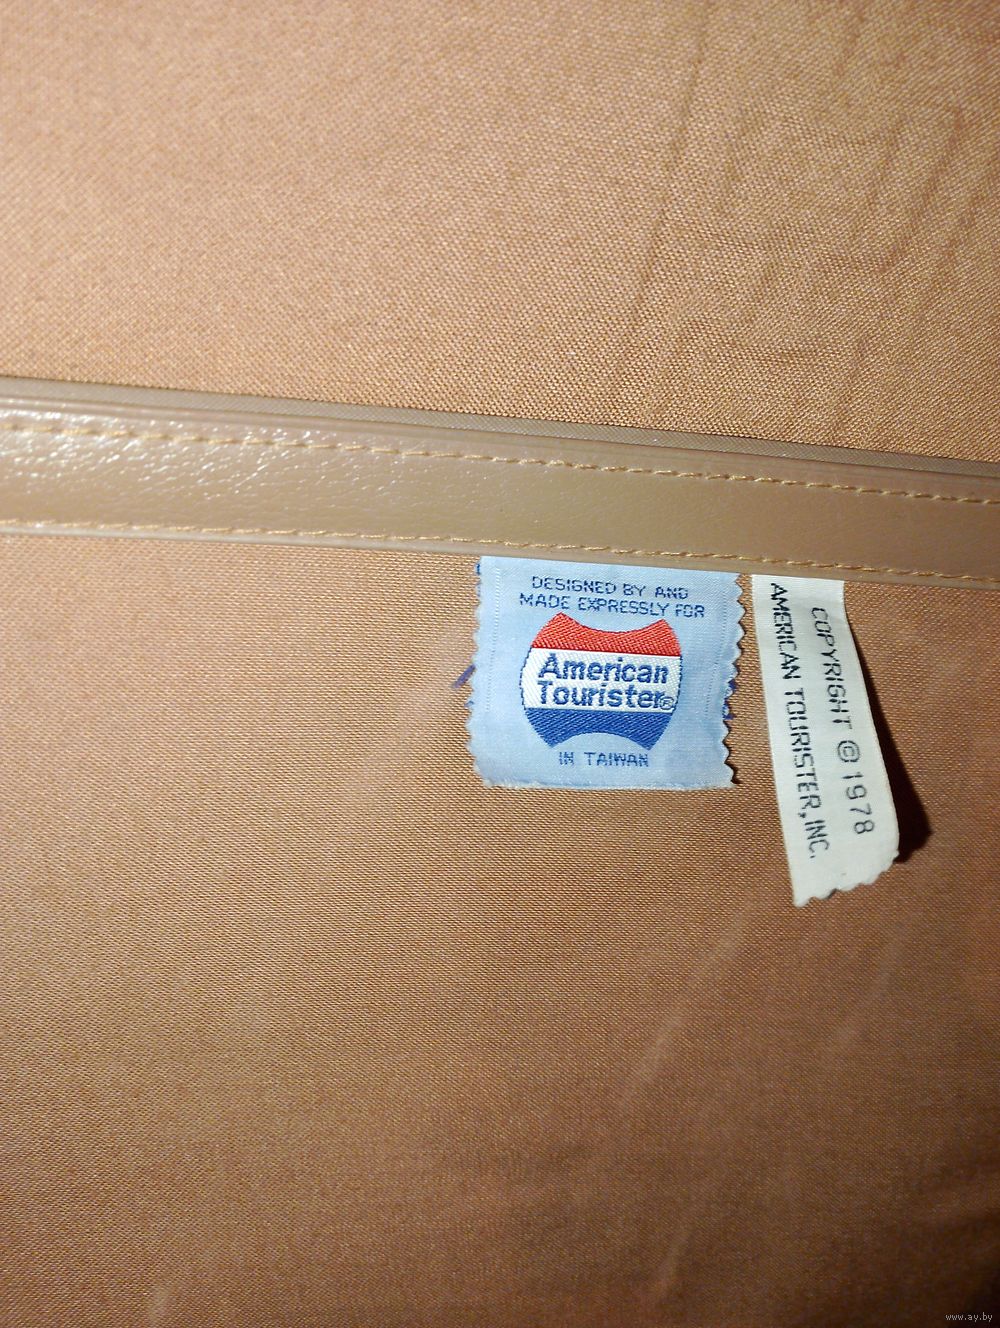 DESIGNED BY AND
MADE EXPRESSLY FOR
American
Tourister®
IN TAIWAN
COPYRIGHT © 1978
AMERICAN TOURISTER, INC.
www.ay.by